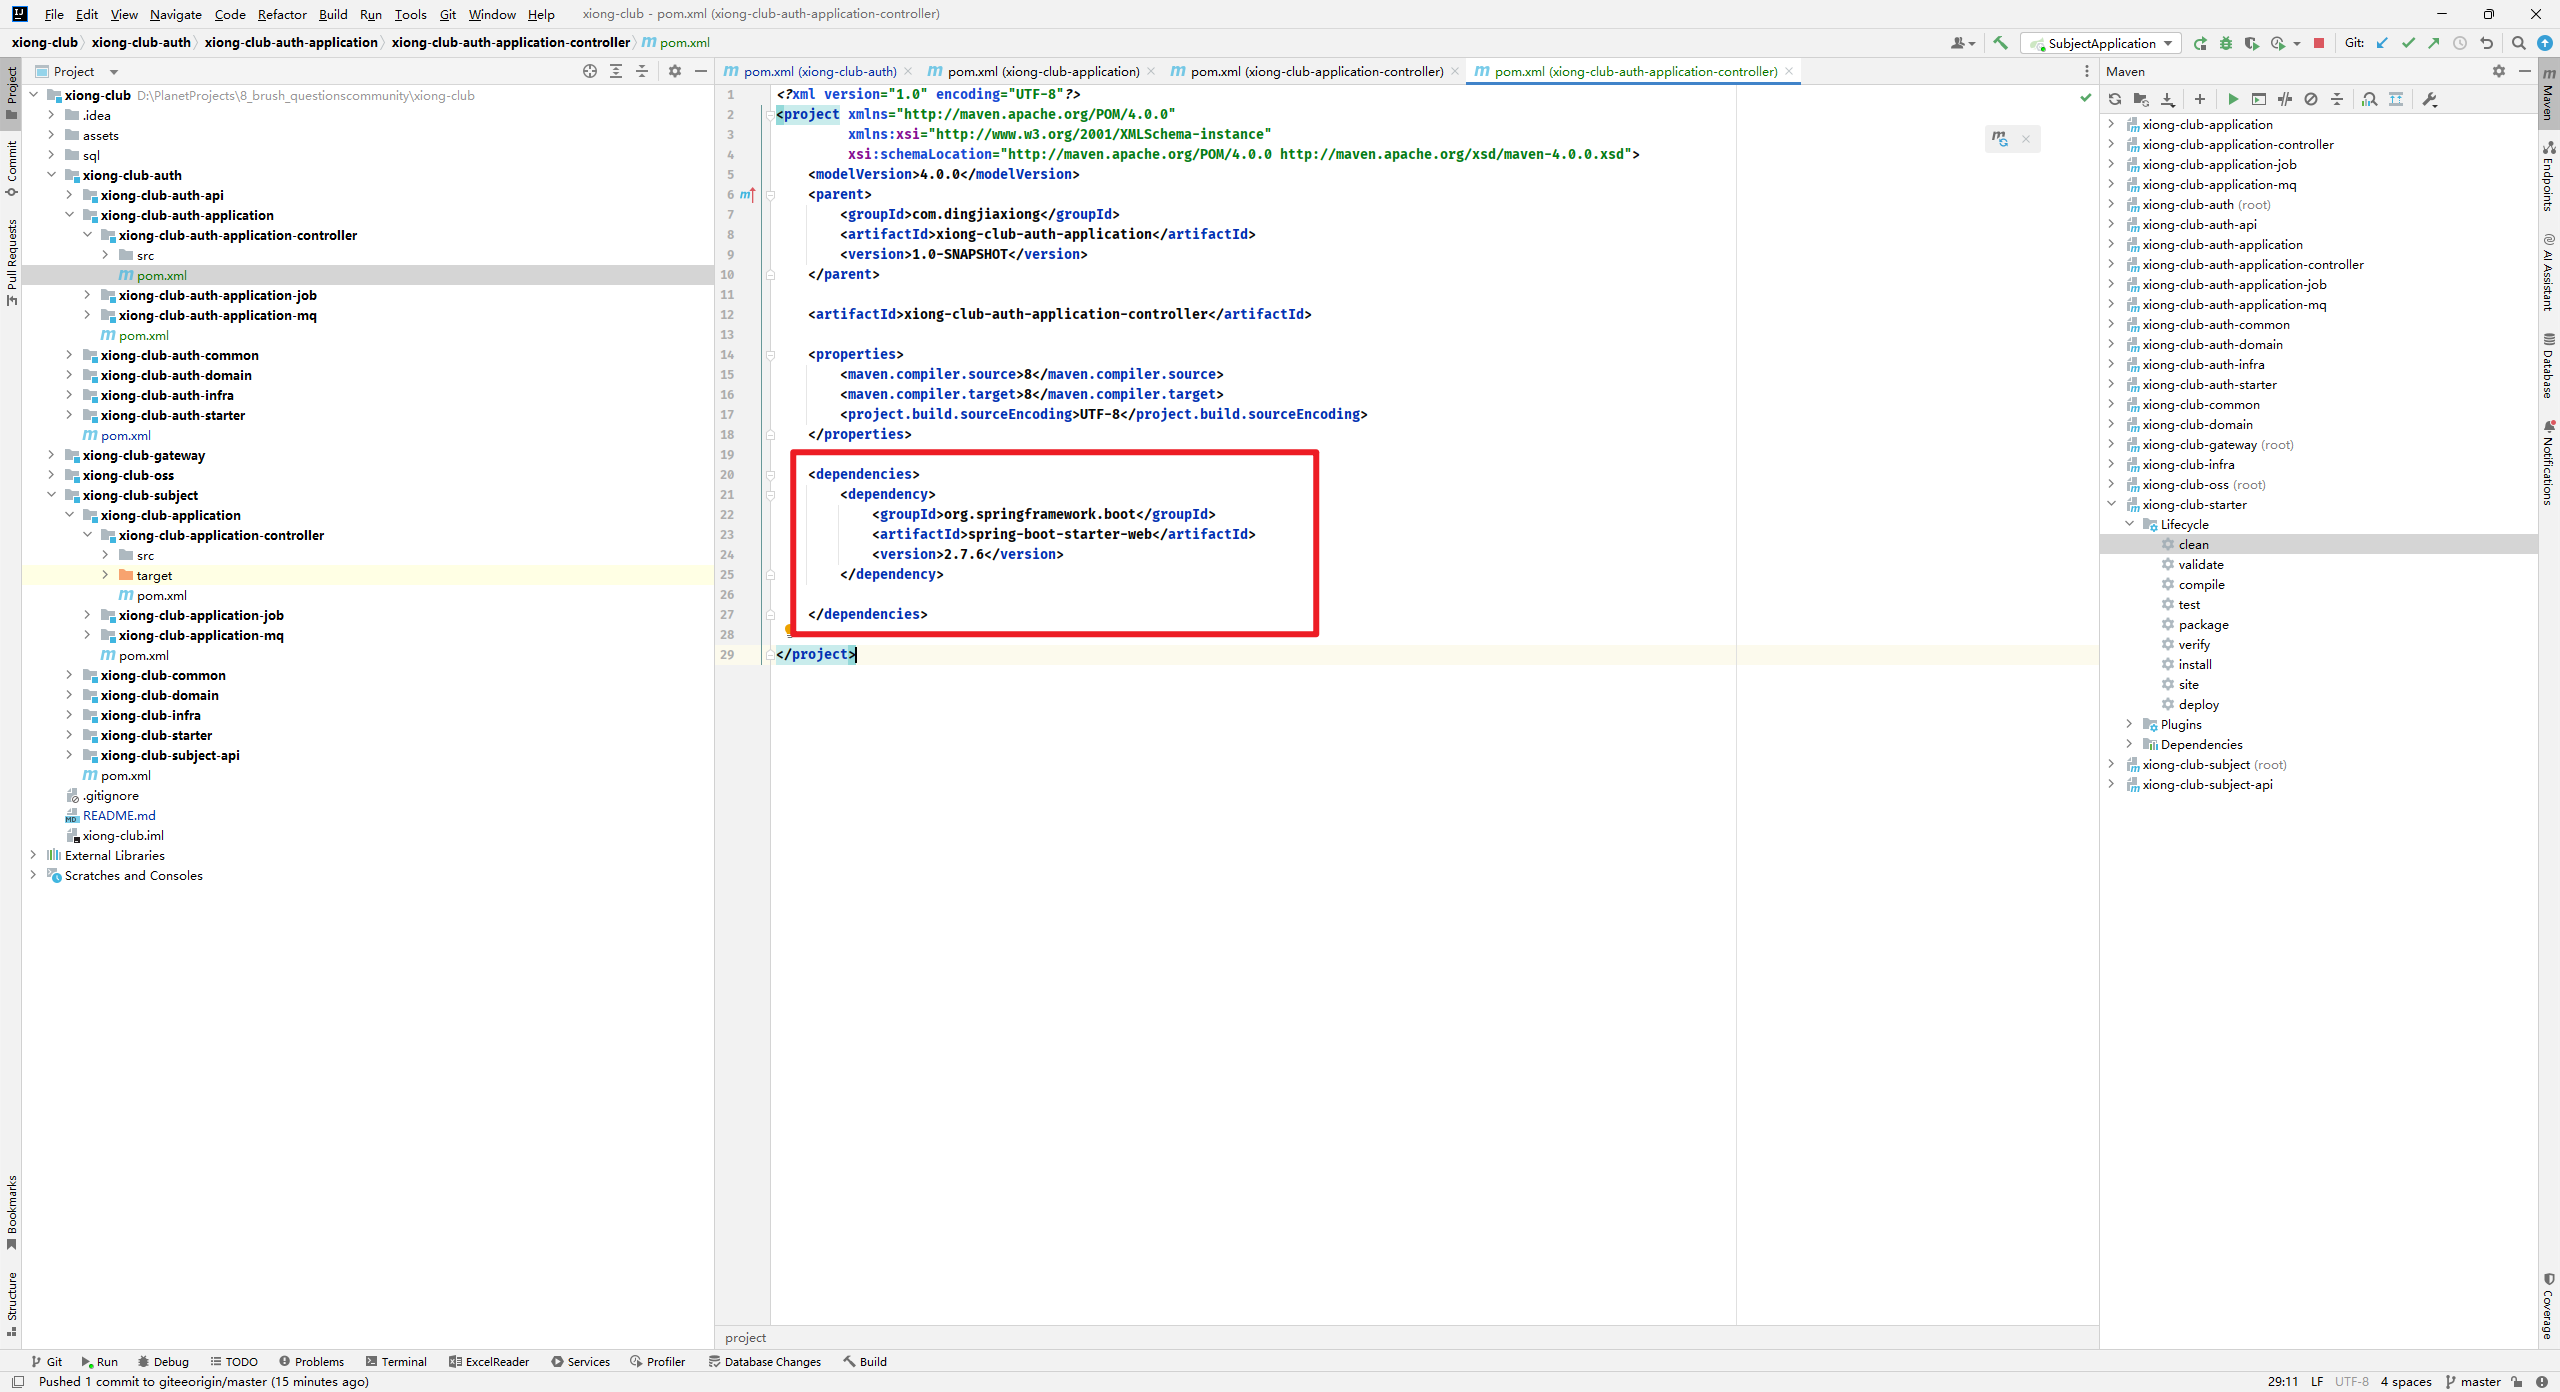 File Edit View Navigate Code Refactor Build Run Tools Git Window Help xiong-club - pom.xml (xiong-club-auth-application-controller)
xiong-club xiong-club-auth xiong-club-auth-application xiong-club-auth-application-controller pom.xml SubjectApplication Git:
Project
Commit
Pull Requests
Bookmarks
Structure
Project
xiong-club D:\PlanetProjects\8_brush_questionscommunity\xiong-club
.idea
assets
sql
xiong-club-auth
xiong-club-auth-api
xiong-club-auth-application
xiong-club-auth-application-controller
src
pom.xml
xiong-club-auth-application-job
xiong-club-auth-application-mq
pom.xml
xiong-club-auth-common
xiong-club-auth-domain
xiong-club-auth-infra
xiong-club-auth-starter
pom.xml
xiong-club-gateway
xiong-club-oss
xiong-club-subject
xiong-club-application
xiong-club-application-controller
src
target
pom.xml
xiong-club-application-job
xiong-club-application-mq
pom.xml
xiong-club-common
xiong-club-domain
xiong-club-infra
xiong-club-starter
xiong-club-subject-api
pom.xml
.gitignore
README.md
xiong-club.iml
External Libraries
Scratches and Consoles
pom.xml (xiong-club-auth) pom.xml (xiong-club-application) pom.xml (xiong-club-application-controller) pom.xml (xiong-club-auth-application-controller)
1 <?xml version="1.0" encoding="UTF-8"?>
2 <project xmlns="http://maven.apache.org/POM/4.0.0"
3 xmlns:xsi="http://www.w3.org/2001/XMLSchema-instance"
4 xsi:schemaLocation="http://maven.apache.org/POM/4.0.0 http://maven.apache.org/xsd/maven-4.0.0.xsd">
5 <modelVersion>4.0.0</modelVersion>
6 <parent>
7 <groupId>com.dingjiaxiong</groupId>
8 <artifactId>xiong-club-auth-application</artifactId>
9 <version>1.0-SNAPSHOT</version>
10 </parent>
11
12 <artifactId>xiong-club-auth-application-controller</artifactId>
13
14 <properties>
15 <maven.compiler.source>8</maven.compiler.source>
16 <maven.compiler.target>8</maven.compiler.target>
17 <project.build.sourceEncoding>UTF-8</project.build.sourceEncoding>
18 </properties>
19
20 <dependencies>
21 <dependency>
22 <groupId>org.springframework.boot</groupId>
23 <artifactId>spring-boot-starter-web</artifactId>
24 <version>2.7.6</version>
25 </dependency>
26
27 </dependencies>
28
29 </project>
project
Maven
xiong-club-application
xiong-club-application-controller
xiong-club-application-job
xiong-club-application-mq
xiong-club-auth (root)
xiong-club-auth-api
xiong-club-auth-application
xiong-club-auth-application-controller
xiong-club-auth-application-job
xiong-club-auth-application-mq
xiong-club-auth-common
xiong-club-auth-domain
xiong-club-auth-infra
xiong-club-auth-starter
xiong-club-common
xiong-club-domain
xiong-club-gateway (root)
xiong-club-infra
xiong-club-oss (root)
xiong-club-starter
Lifecycle
clean
validate
compile
test
package
verify
install
site
deploy
Plugins
Dependencies
xiong-club-subject (root)
xiong-club-subject-api
Maven
Endpoints
AI Assistant
Database
Notifications
Coverage
Git Run Debug TODO Problems Terminal ExcelReader Services Profiler Database Changes Build
Pushed 1 commit to giteeorigin/master (15 minutes ago) 29:11 LF UTF-8 4 spaces master